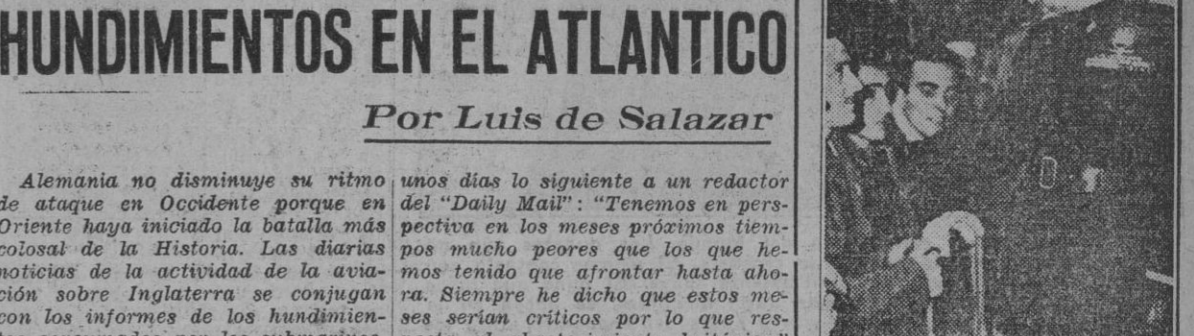 HUNDIMIENTOS EN EL ATLANTICO
Por Luis de Salazar
Alemania no disminuye su ritmo
de ataque en Occidente porque en
Oriente haya iniciado la batalla más
colosal de la Historia. Las diarias
noticias de la actividad de la avia-
ción sobre Inglaterra se conjugan
con los informes de los hundimien-
unos días lo siguiente a un redactor
del "Daily Mail": "Tenemos en pers-
pectiva en los meses próximos tiem-
pos mucho peores que los que he-
mos tenido que afrontar hasta aho-
ra. Siempre he dicho que estos me-
ses serían críticos por lo que res-